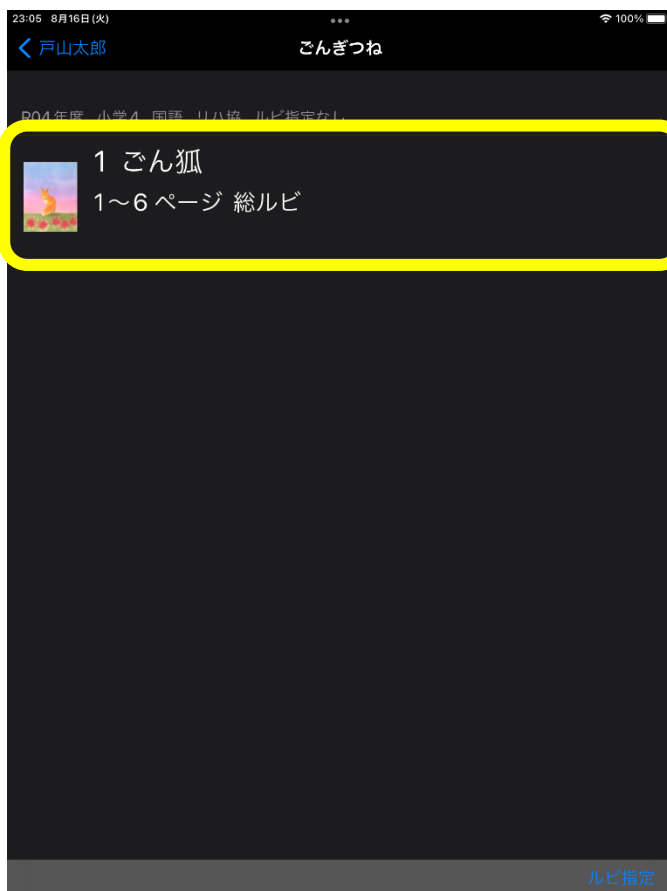 23:05 8月16日(火) 100%
戸山太郎 ごんぎつね
R04年度 小学4 国語 リハ協 ルビ指定なし
1 ごん狐
1～6 ページ 総ルビ
ルビ指定